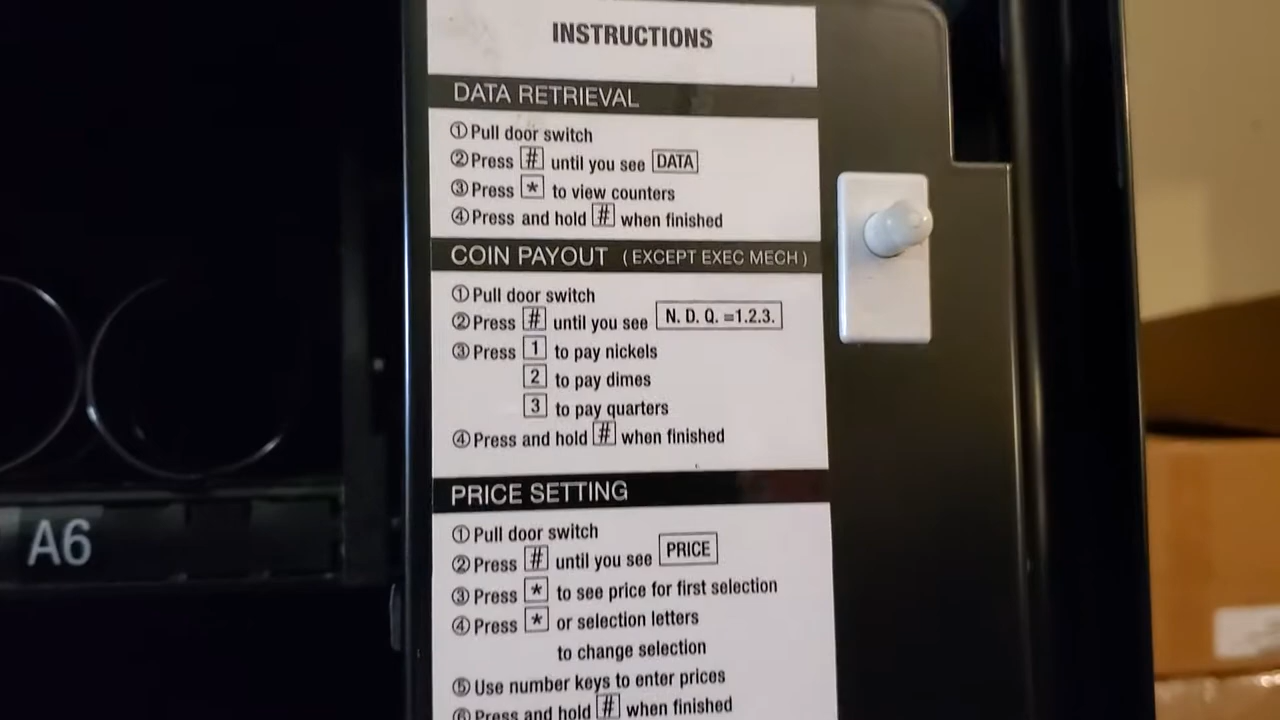 INSTRUCTIONS
DATA RETRIEVAL
① Pull door switch
② Press # until you see DATA
③ Press * to view counters
④ Press and hold # when finished
COIN PAYOUT (EXCEPT EXEC MECH)
① Pull door switch
② Press # until you see N. D. Q. =1.2.3.
③ Press 1 to pay nickels
2 to pay dimes
3 to pay quarters
④ Press and hold # when finished
PRICE SETTING
① Pull door switch
② Press # until you see PRICE
③ Press * to see price for first selection
④ Press * or selection letters
to change selection
⑤ Use number keys to enter prices
⑥ Press and hold # when finished
A6